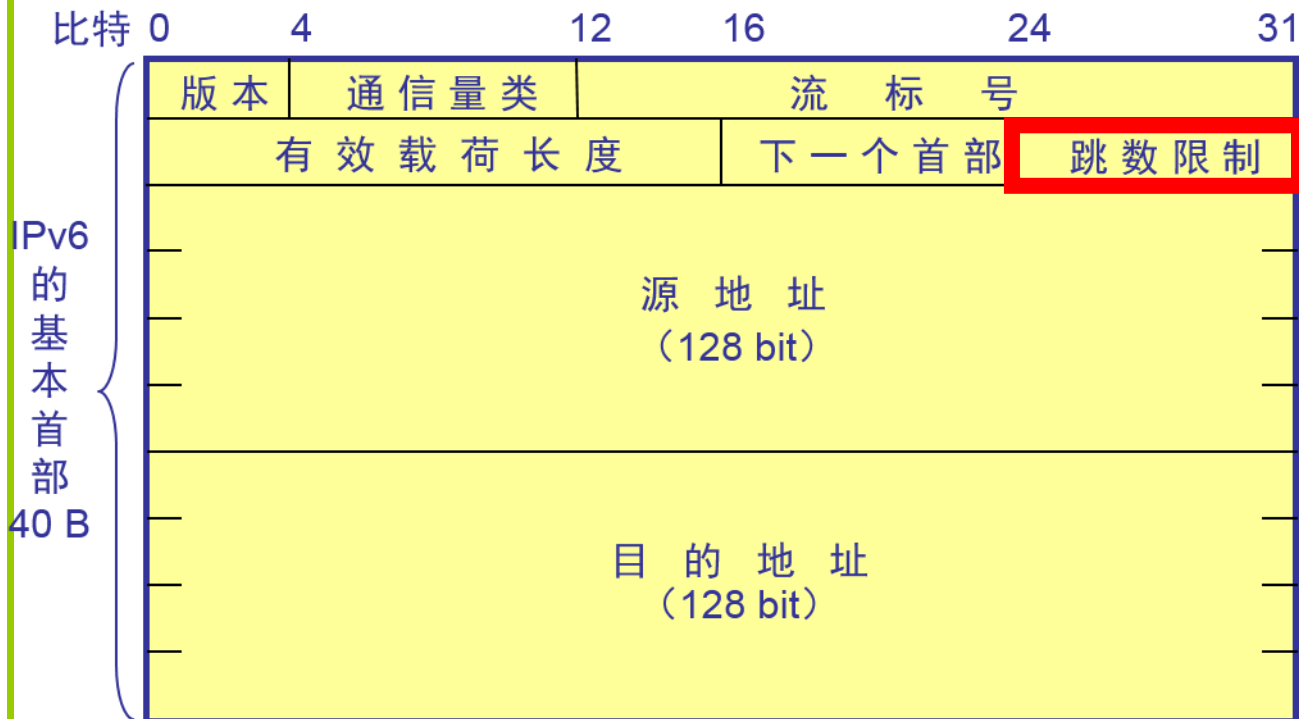 比特 0 4 12 16 24 31
版本 通信量类 流标号
有效载荷长度 下一个首部 跳数限制
IPv6
的
基
本
首
部
40 B
源地址
（128 bit）
目的地址
（128 bit）